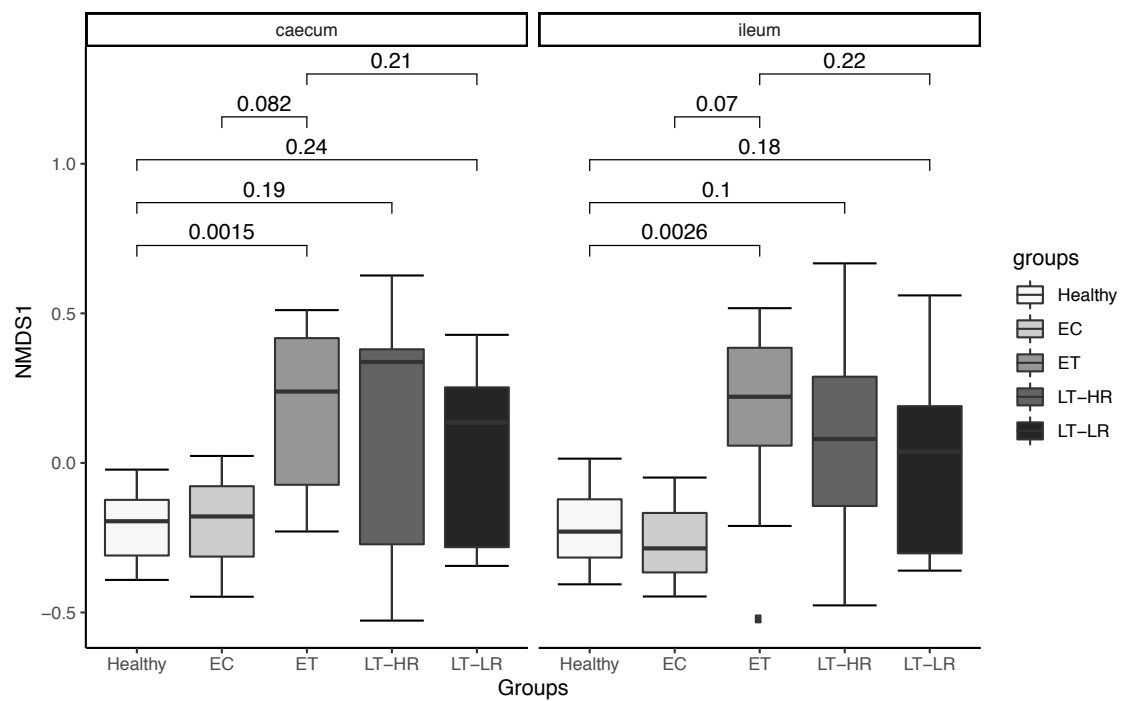 caecum
ileum
0.21
0.082
0.24
0.19
0.0015
0.22
0.07
0.18
0.1
0.0026
NMDS1
1.0
0.5
0.0
−0.5
Healthy EC ET LT−HR LT−LR
Healthy EC ET LT−HR LT−LR
Groups
groups
Healthy
EC
ET
LT−HR
LT−LR